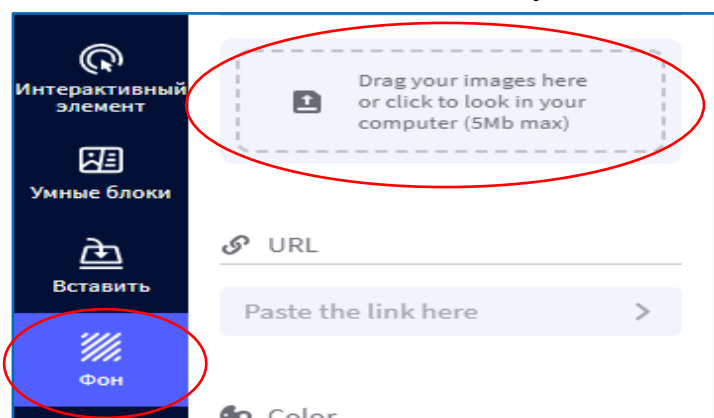 Интерактивный
элемент
Умные блоки
Вставить
Фон
Drag your images here
or click to look in your
computer (5Mb max)
URL
Paste the link here
Color